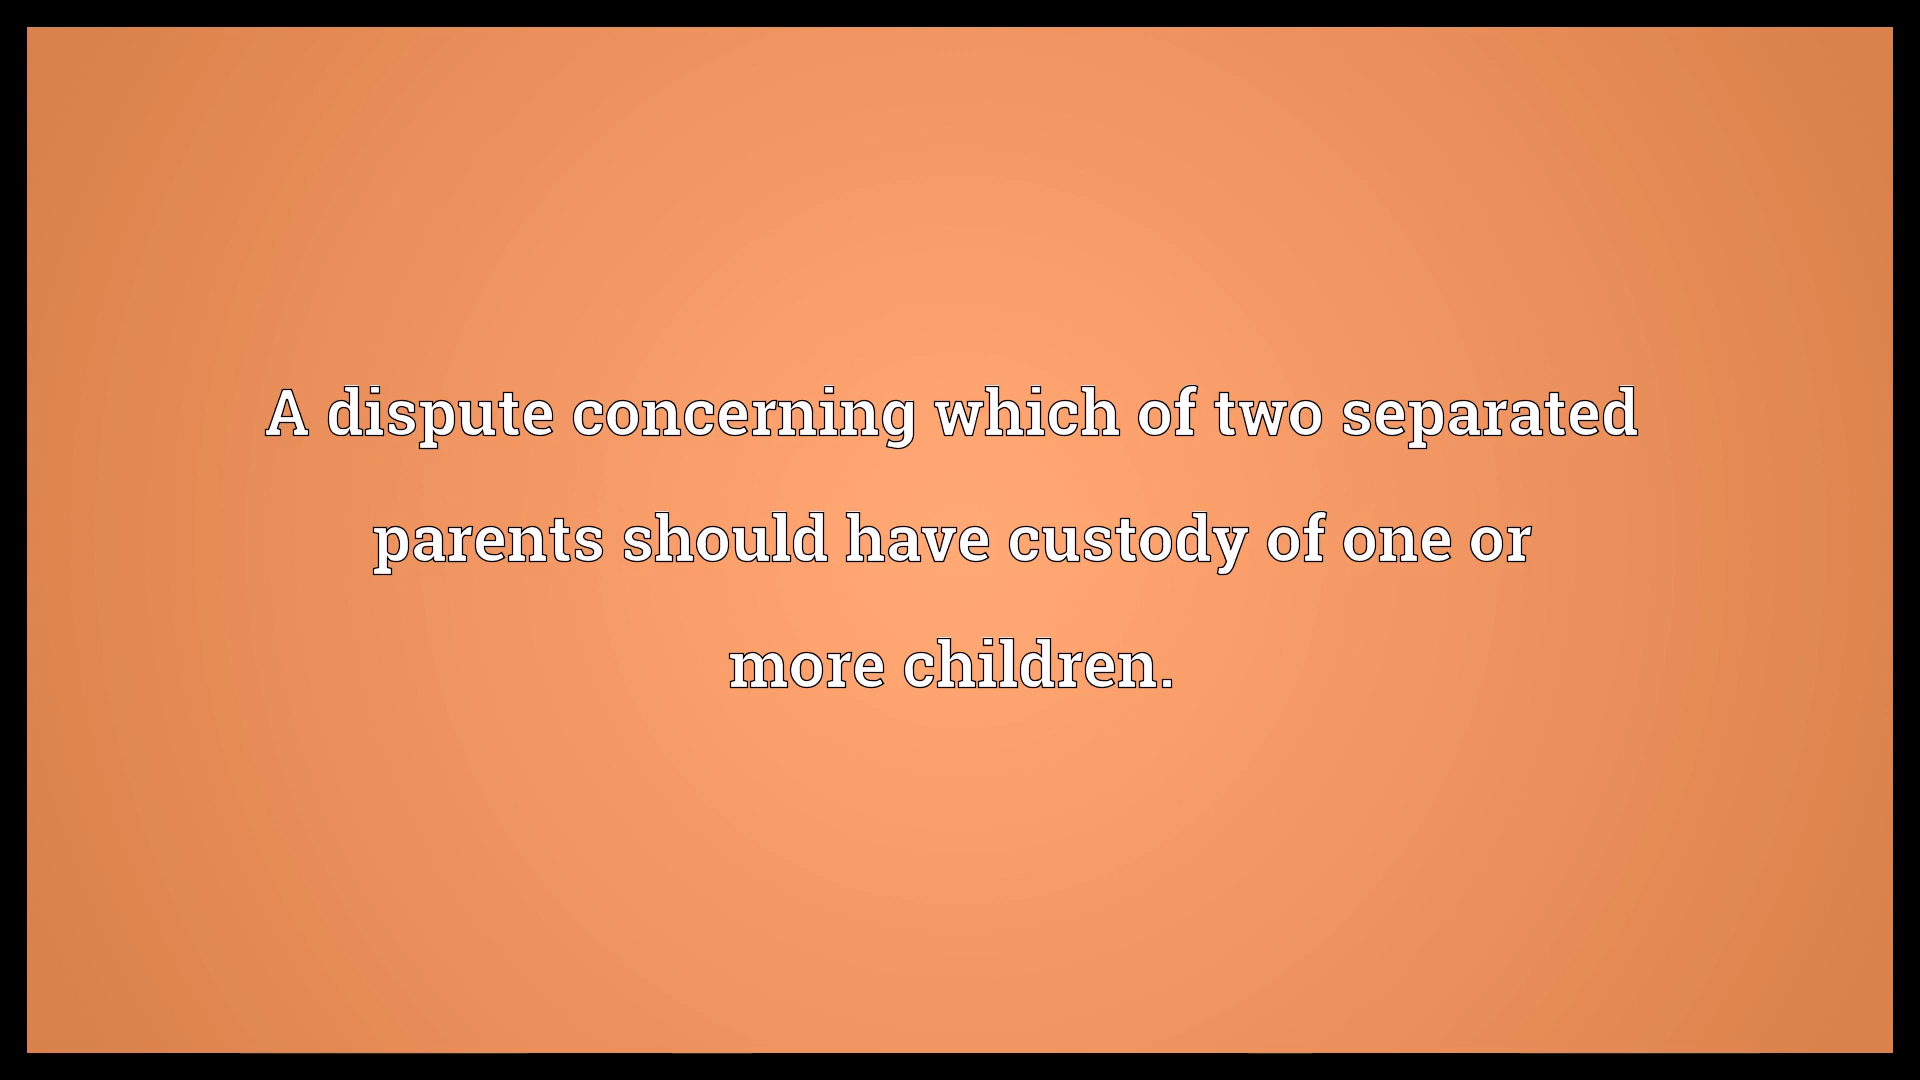 A dispute concerning which of two separated
parents should have custody of one or
more children.